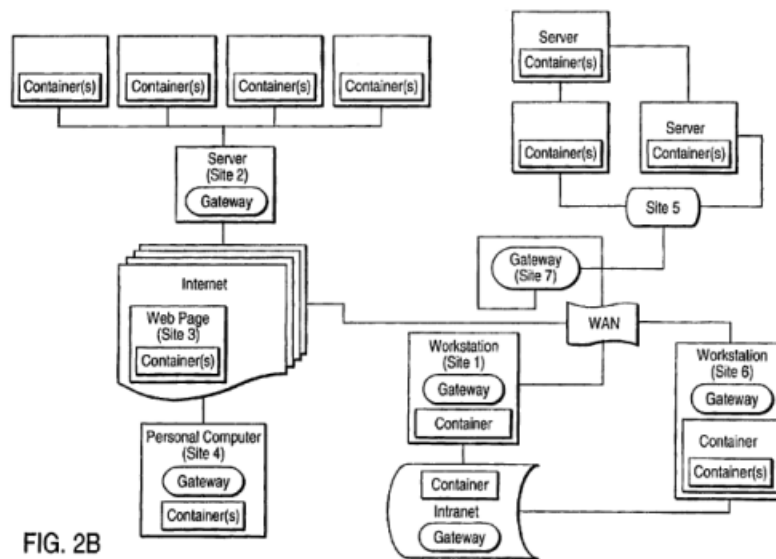 Container(s)
Container(s)
Container(s)
Container(s)
Server
(Site 2)
Gateway
Internet
Web Page
(Site 3)
Container(s)
Personal Computer
(Site 4)
Gateway
Container(s)
Server
Container(s)
Container(s)
Server
Container(s)
Site 5
Gateway
(Site 7)
WAN
Workstation
(Site 1)
Gateway
Container
Workstation
(Site 6)
Gateway
Container
Container(s)
Container
Intranet
Gateway
FIG. 2B